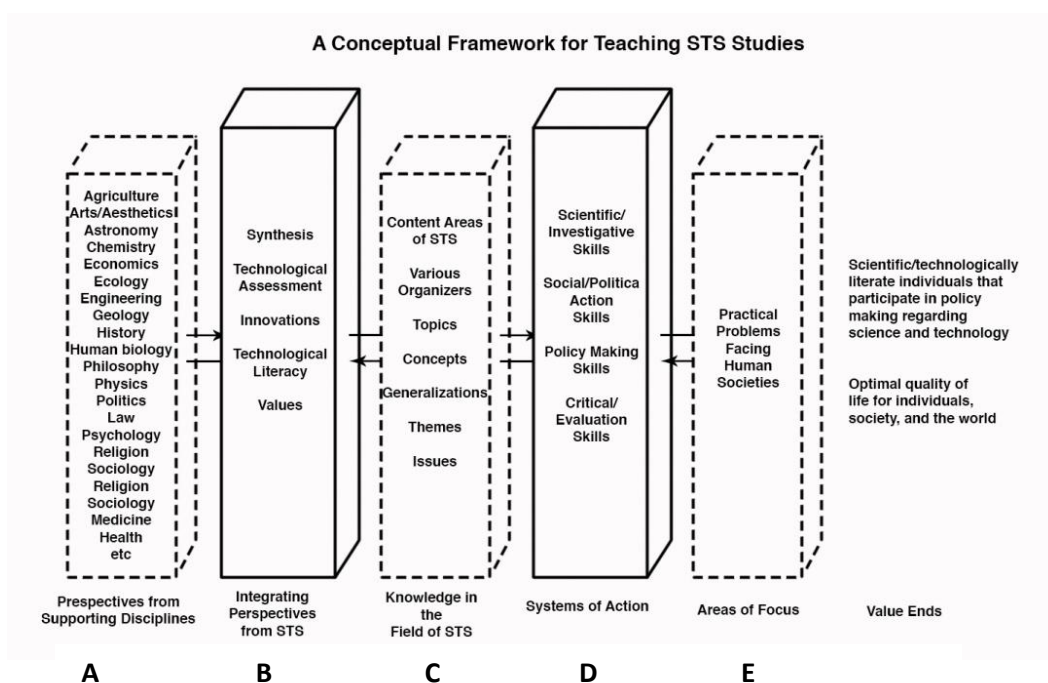 A Conceptual Framework for Teaching STS Studies
Agriculture
Arts/Aesthetics
Astronomy
Chemistry
Economics
Ecology
Engineering
Geology
History
Human biology
Philosophy
Physics
Politics
Law
Psychology
Religion
Sociology
Religion
Sociology
Medicine
Health
etc
Synthesis
Technological
Assessment
Innovations
Technological
Literacy
Values
Content Areas
of STS
Various
Organizers
Topics
Concepts
Generalizations
Themes
Issues
Scientific/
Investigative
Skills
Social/Politica
Action
Skills
Policy Making
Skills
Critical/
Evaluation
Skills
Practical
Problems
Facing
Human
Societies
Scientific/technologically
literate individuals that
participate in policy
making regarding
science and technology
Optimal quality of
life for individuals,
society, and the world
Prespectives from
Supporting Disciplines
Integrating
Perspectives
from STS
Knowledge in
the
Field of STS
Systems of Action
Areas of Focus
Value Ends
A
B
C
D
E